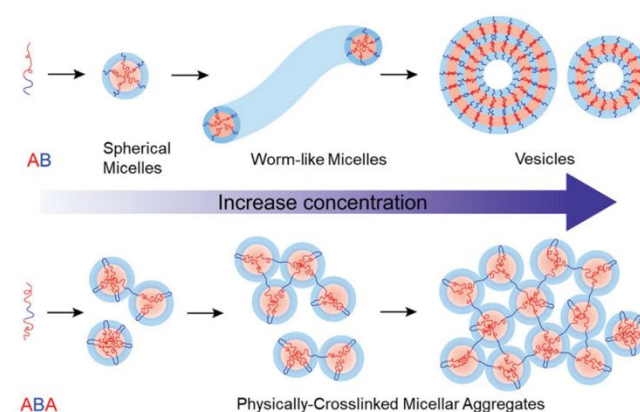 AB
Spherical
Micelles
Worm-like Micelles
Vesicles
Increase concentration
ABA
Physically-Crosslinked Micellar Aggregates